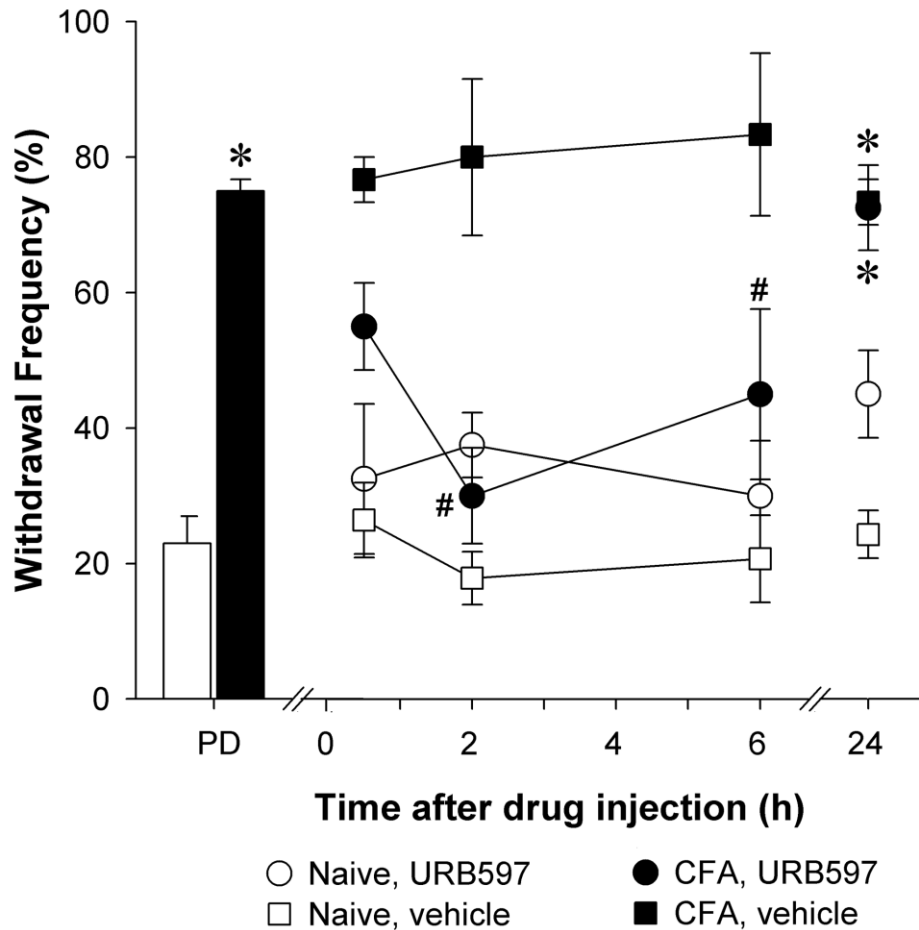 Withdrawal Frequency (%)
100
80
60
40
20
0
*
#
#
*
*
PD
0
2
4
6
24
Time after drug injection (h)
Naive, URB597
CFA, URB597
Naive, vehicle
CFA, vehicle